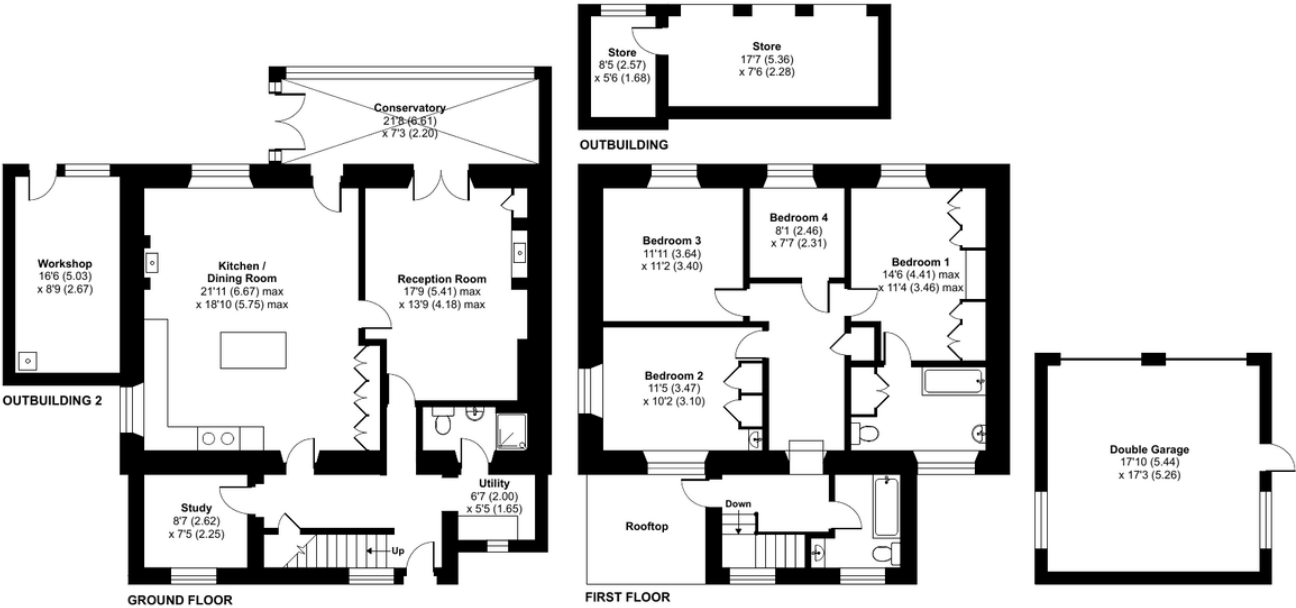 Store
8'5 (2.57)
x 5'6 (1.68)
Store
17'7 (5.36)
x 7'6 (2.28)
OUTBUILDING
Conservatory
21'8 (6.61)
x 7'3 (2.20)
Workshop
16'6 (5.03)
x 8'9 (2.67)
OUTBUILDING 2
Kitchen /
Dining Room
21'11 (6.67) max
x 18'10 (5.75) max
Reception Room
17'9 (5.41) max
x 13'9 (4.18) max
Study
8'7 (2.62)
x 7'5 (2.25)
Utility
6'7 (2.00)
x 5'5 (1.65)
Up
GROUND FLOOR
Bedroom 3
11'11 (3.64)
x 11'2 (3.40)
Bedroom 4
8'1 (2.46)
x 7'7 (2.31)
Bedroom 1
14'6 (4.41) max
x 11'4 (3.46) max
Bedroom 2
11'5 (3.47)
x 10'2 (3.10)
Down
Rooftop
FIRST FLOOR
Double Garage
17'10 (5.44)
x 17'3 (5.26)